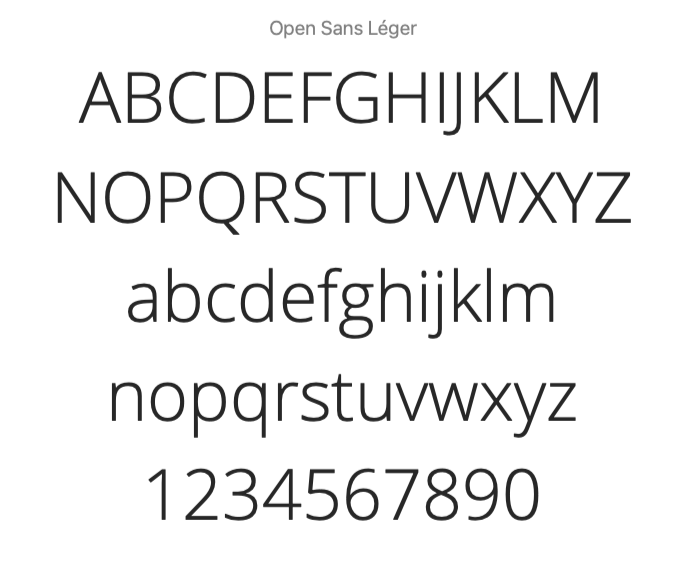 Open Sans Léger
ABCDEFGHIJKLM
NOPQRSTUVWXYZ
abcdefghijklm
nopqrstuvwxyz
1234567890